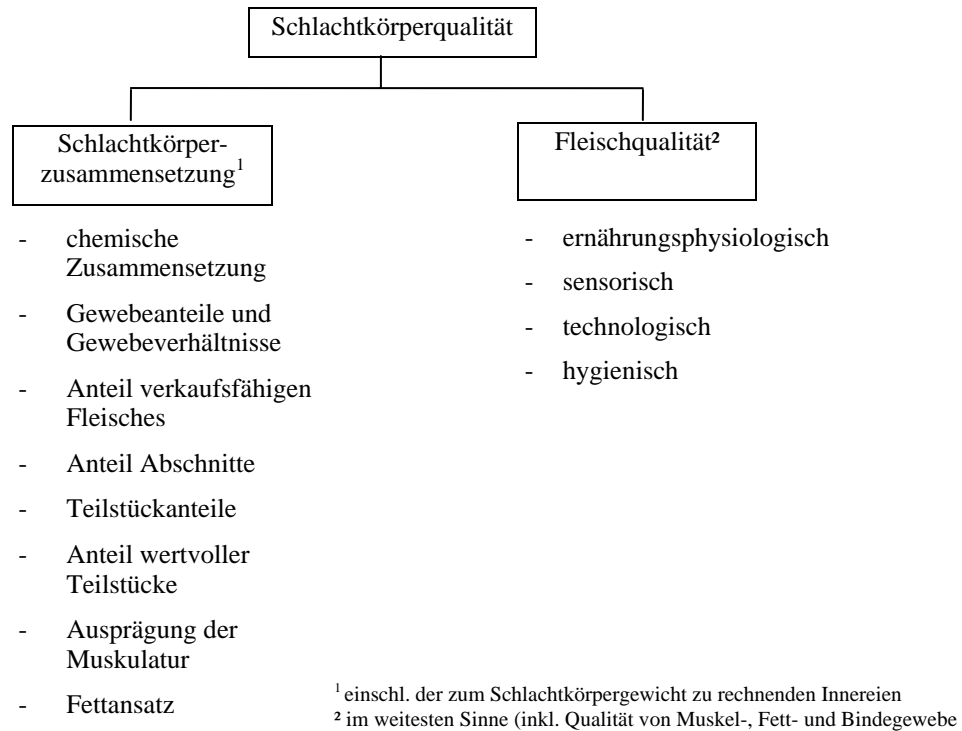 Schlachtkörperqualität
Schlachtkörper-
zusammensetzung¹
- chemische
Zusammensetzung
- Gewebeanteile und
Gewebeverhältnisse
- Anteil verkaufsfähigen
Fleisches
- Anteil Abschnitte
- Teilstückanteile
- Anteil wertvoller
Teilstücke
- Ausprägung der
Muskulatur
- Fettansatz
Fleischqualität²
- ernährungsphysiologisch
- sensorisch
- technologisch
- hygienisch
¹ einschl. der zum Schlachtkörpergewicht zu rechnenden Innereien
² im weitesten Sinne (inkl. Qualität von Muskel-, Fett- und Bindegewebe